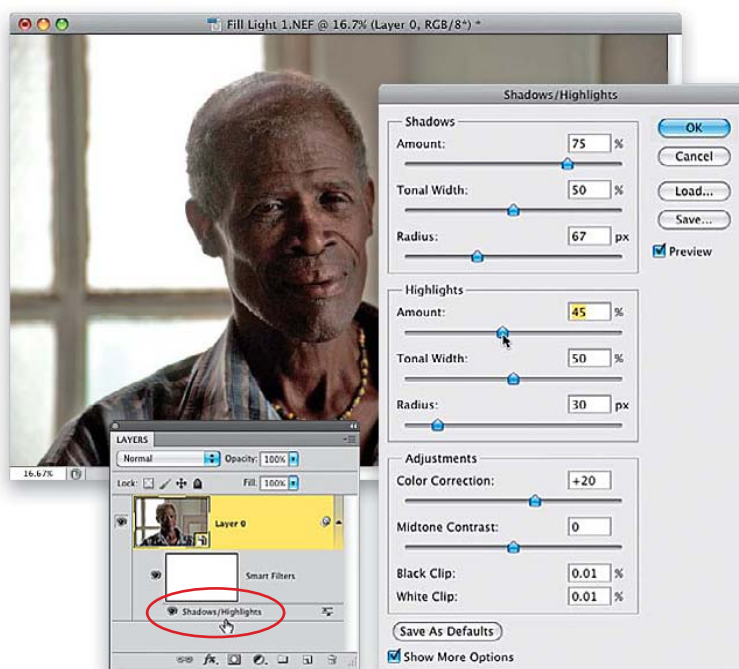 Fill Light 1.NEF @ 16.7% (Layer 0, RGB/8*) *
Shadows/Highlights
Shadows
Amount: 75 %
Tonal Width: 50 %
Radius: 67 px
OK
Cancel
Load...
Save...
Preview
Highlights
Amount: 45 %
Tonal Width: 50 %
Radius: 30 px
Adjustments
Color Correction: +20
Midtone Contrast: 0
Black Clip: 0.01 %
White Clip: 0.01 %
Save As Defaults
Show More Options
16.67%
LAYERS
Normal Opacity: 100%
Lock: Fill: 100%
Layer 0
Smart Filters
Shadows/Highlights
fx.